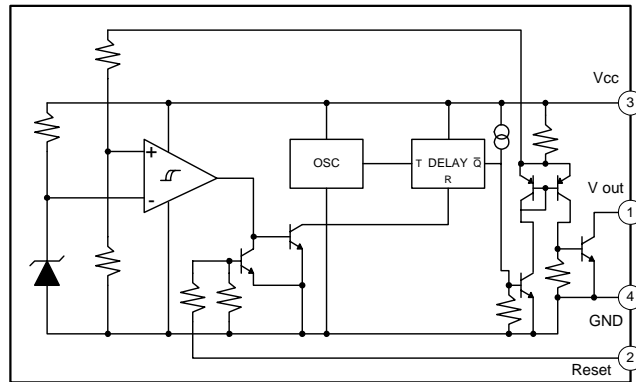 Vcc
3
+
-
OSC
T DELAY Q̅
R
V out
1
4
GND
2
Reset